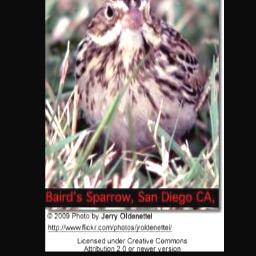 Baird's Sparrow, San Diego CA,
© 2009 Photo by Jerry Oldenettel
http://www.flickr.com/photos/jroldenettel/
Licensed under Creative Commons
Attribution 2.0 or newer version